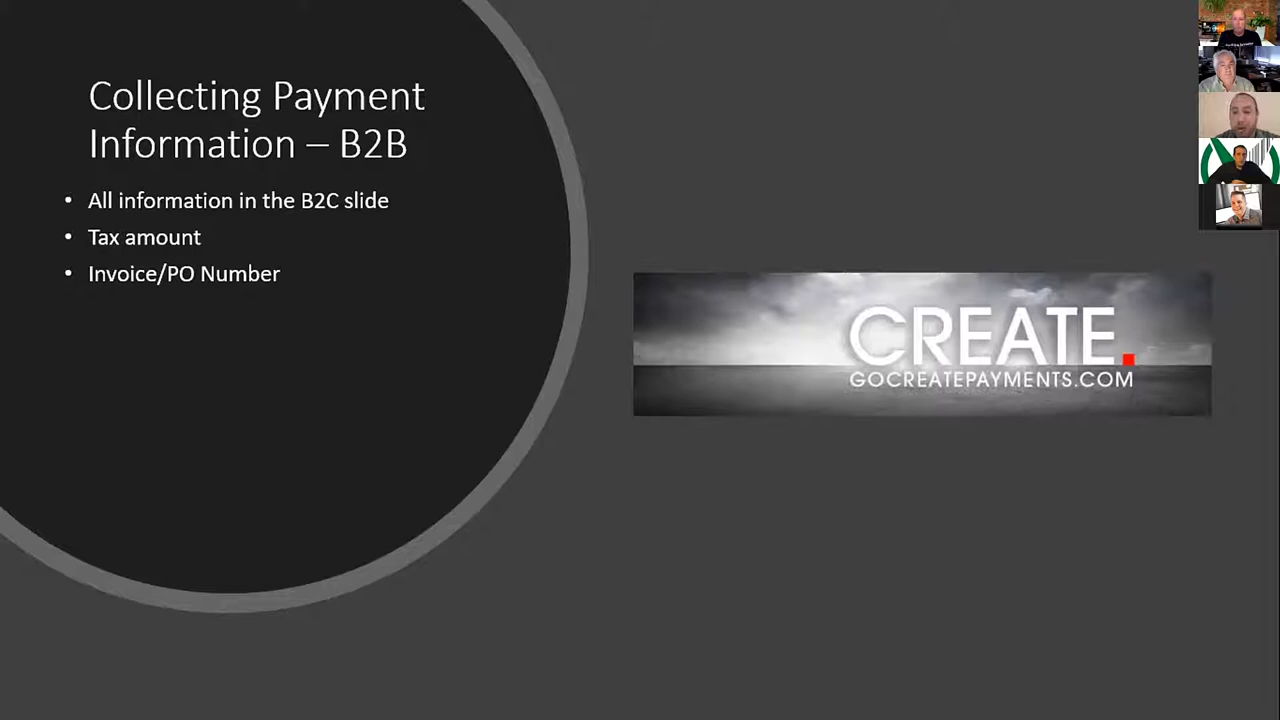 Collecting Payment
Information – B2B
• All information in the B2C slide
• Tax amount
• Invoice/PO Number
CREATE.
GOCREATEPAYMENTS.COM